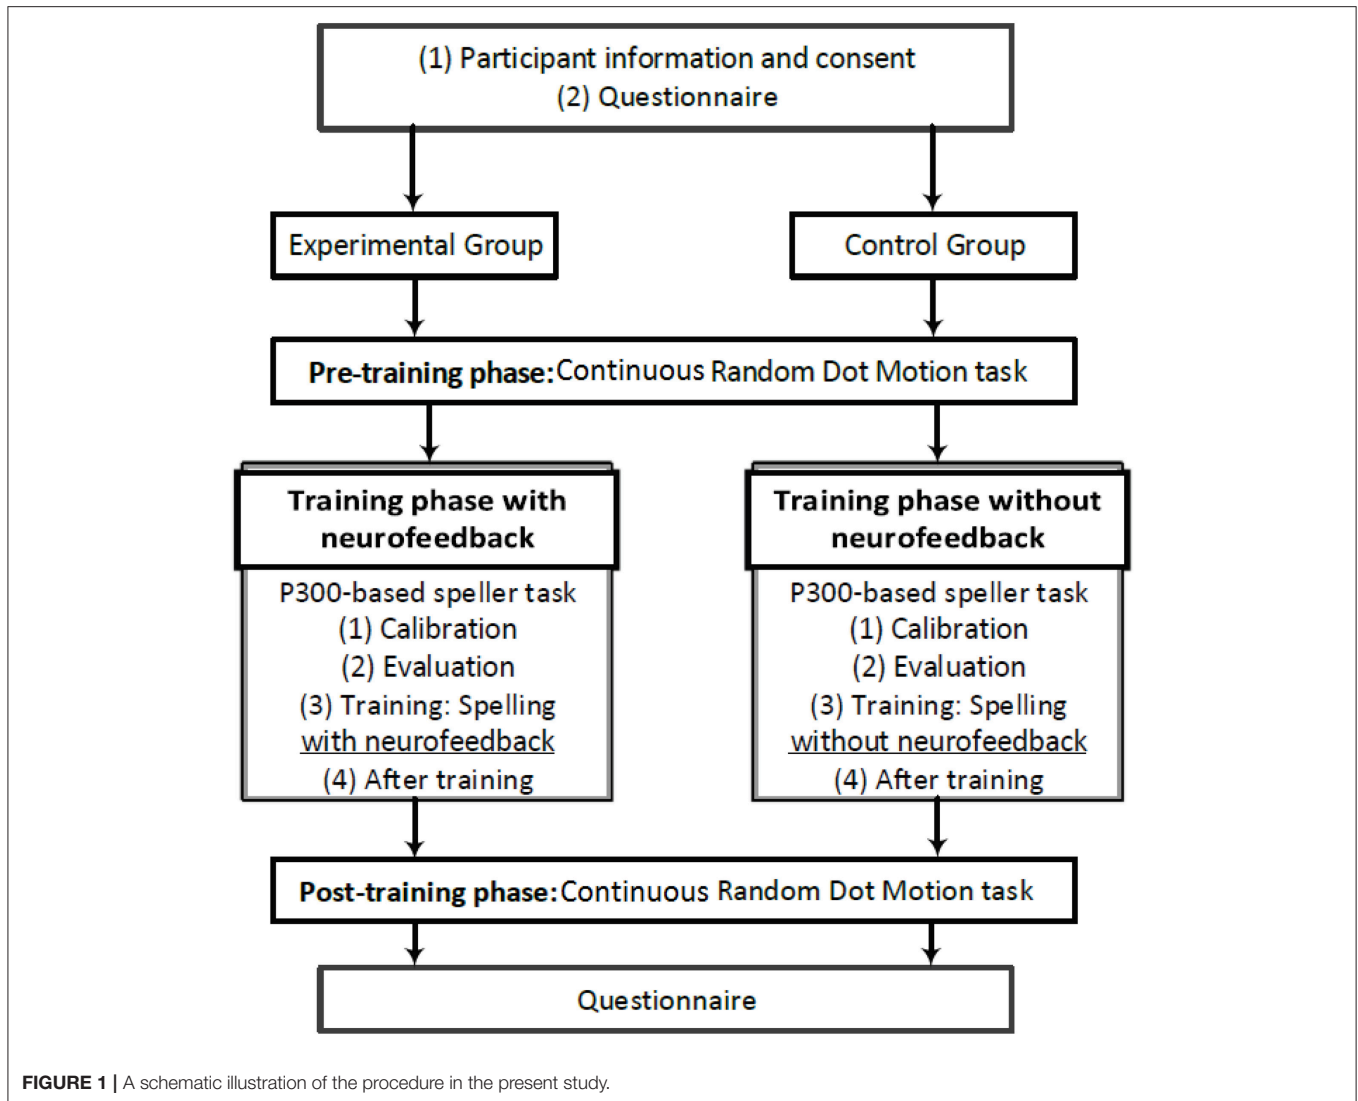 (1) Participant information and consent
(2) Questionnaire
Experimental Group
Control Group
Pre-training phase: Continuous Random Dot Motion task
Training phase with
neurofeedback
P300-based speller task
(1) Calibration
(2) Evaluation
(3) Training: Spelling
with neurofeedback
(4) After training
Training phase without
neurofeedback
P300-based speller task
(1) Calibration
(2) Evaluation
(3) Training: Spelling
without neurofeedback
(4) After training
Post-training phase: Continuous Random Dot Motion task
Questionnaire
FIGURE 1 | A schematic illustration of the procedure in the present study.